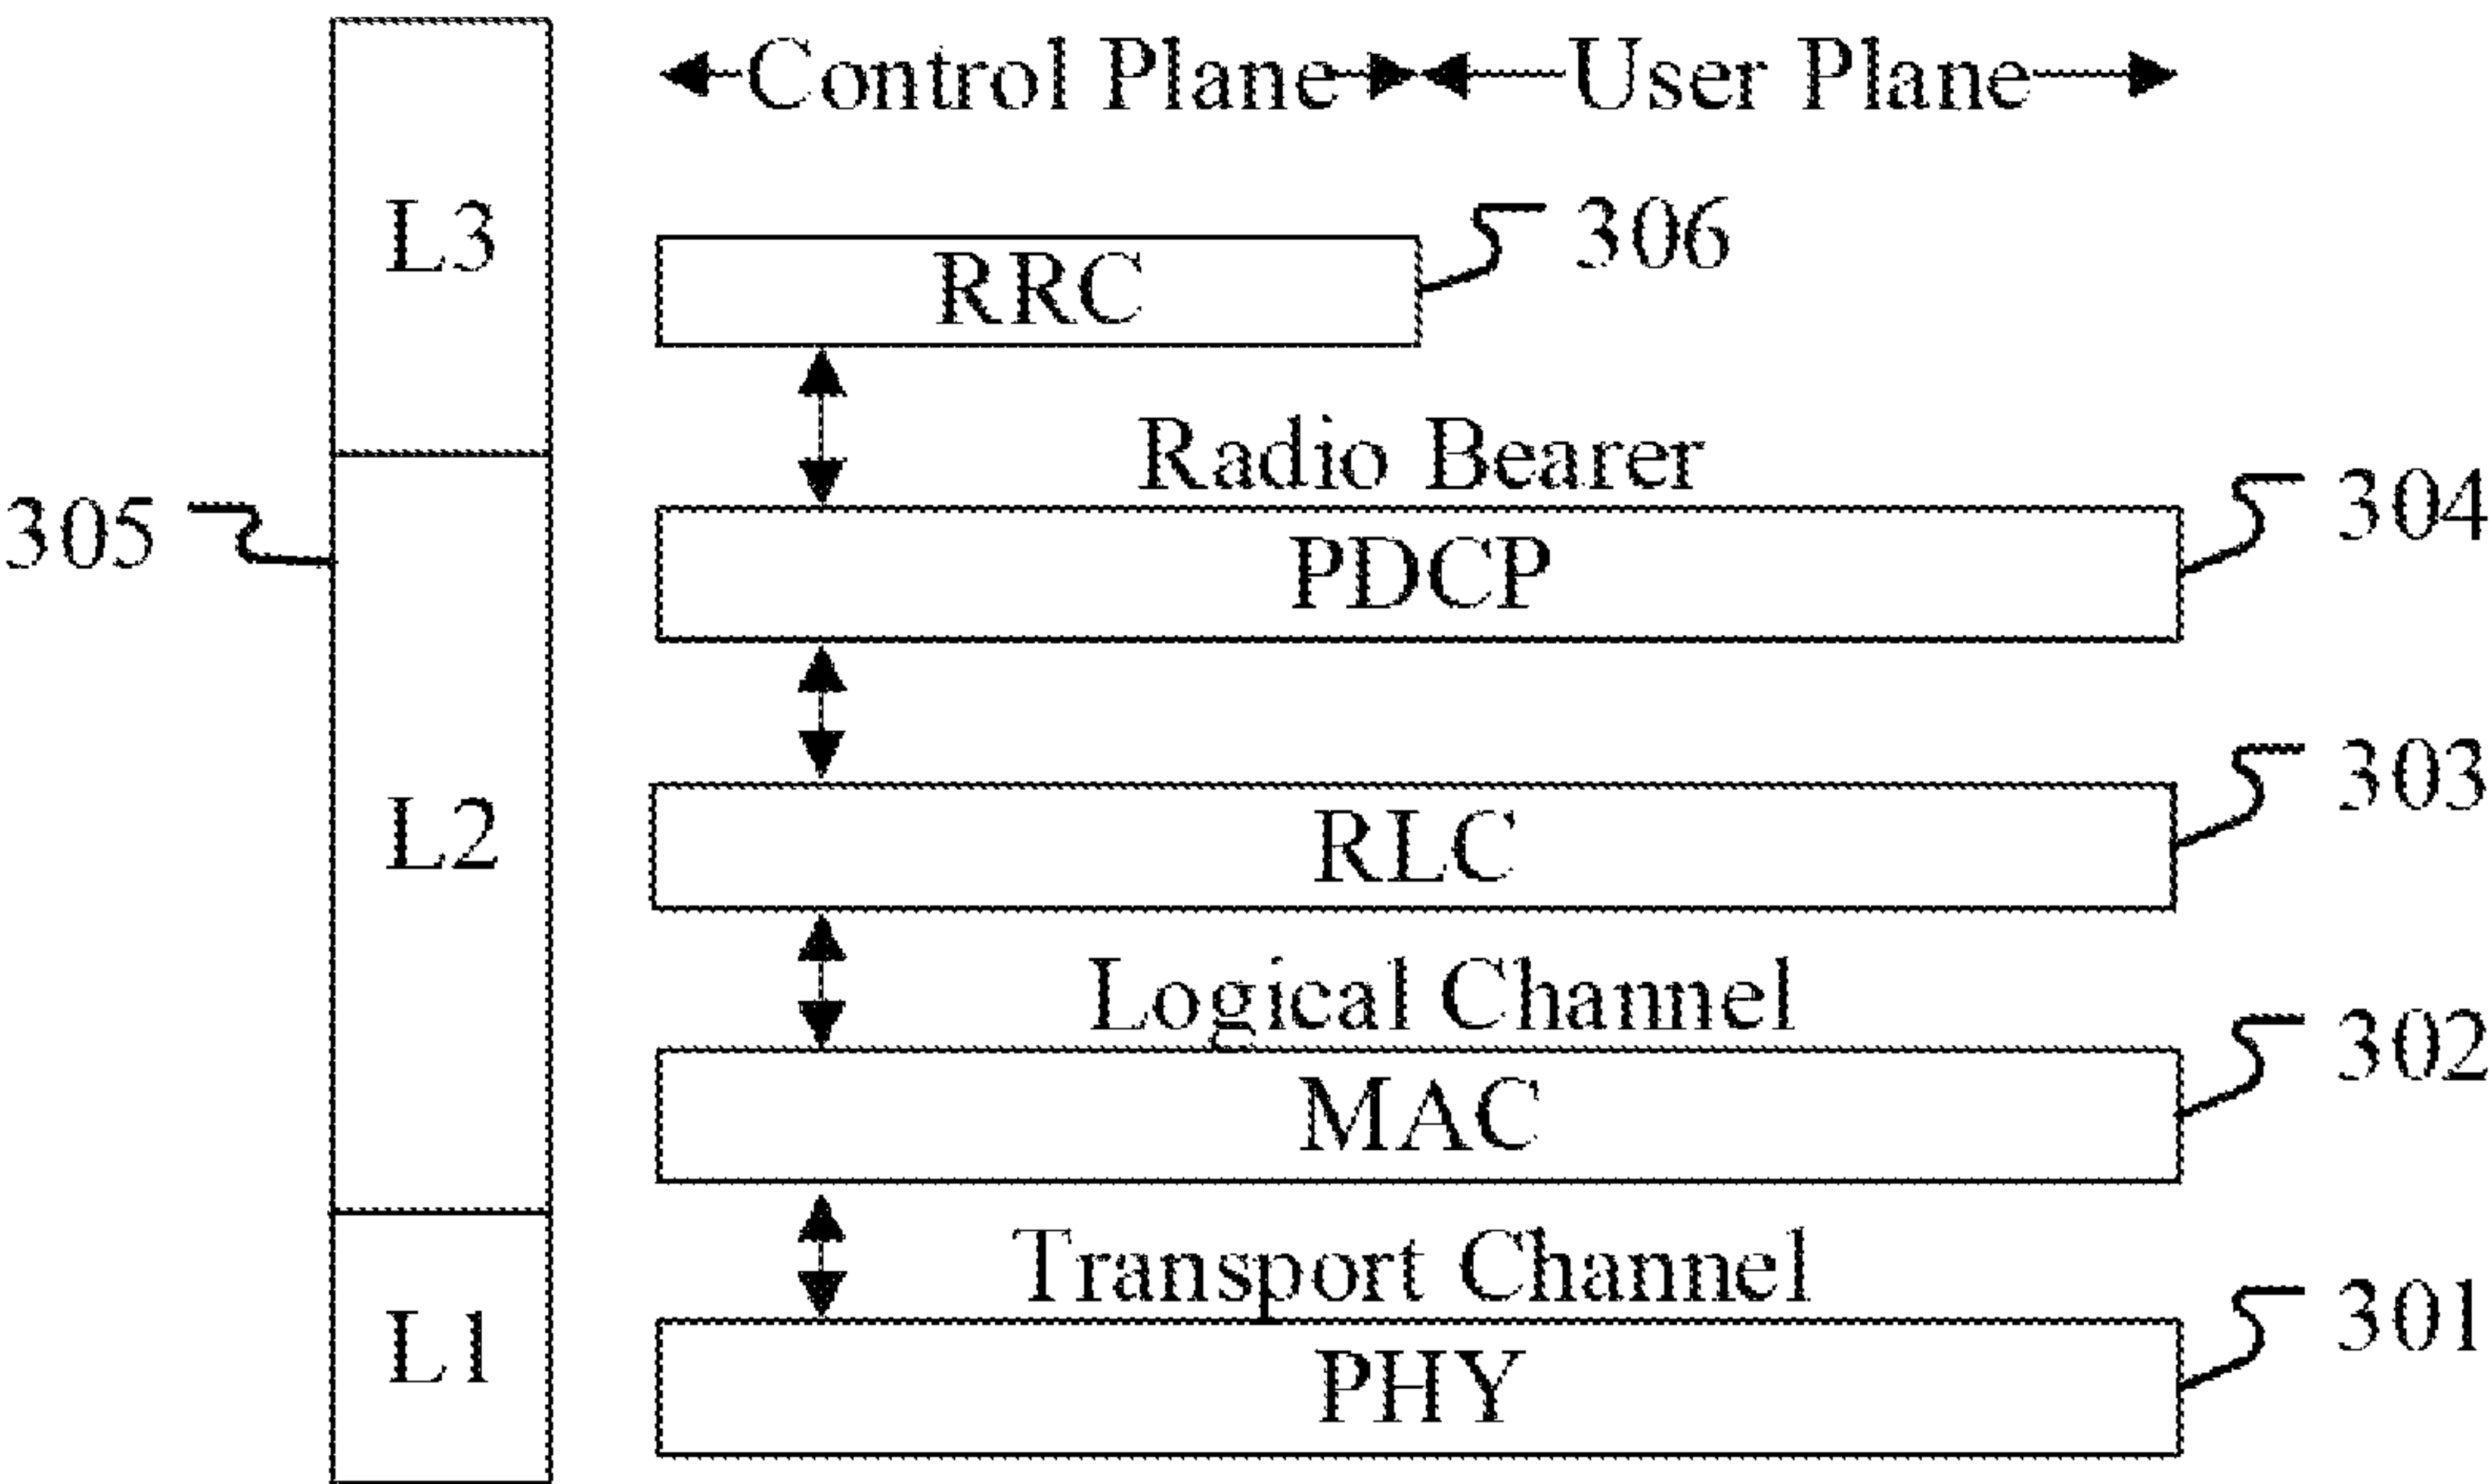 Control Plane User Plane
L3
306
RRC
Radio Bearer
305
304
PDCP
303
L2
RLC
Logical Channel
302
MAC
Transport Channel
301
L1
PHY